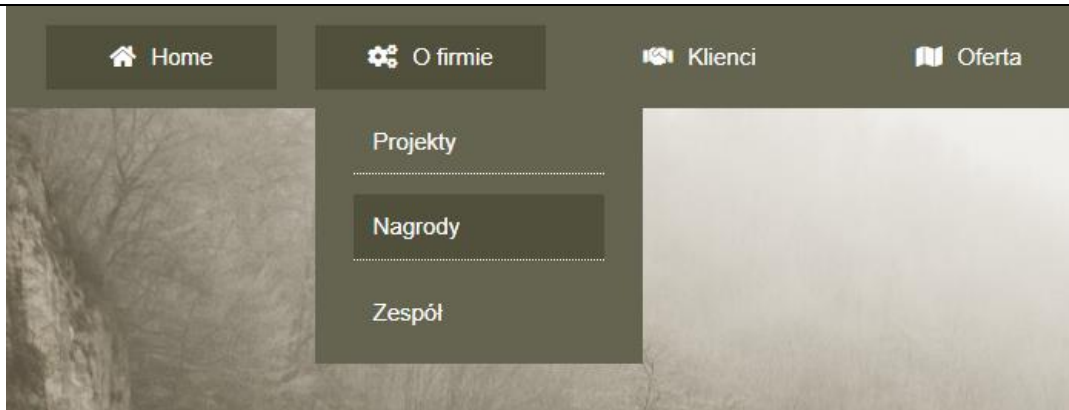 Home
O firmie
Klienci
Oferta
Projekty
Nagrody
Zespół